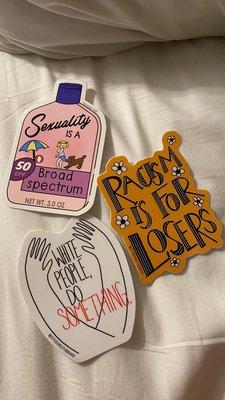 Sexuality
IS A
50
SPF
Broad
spectrum
NET WT. 3.0 OZ
RACISM
IS FOR
LOSERS
WHITE
PEOPLE,
DO
SOMETHING.